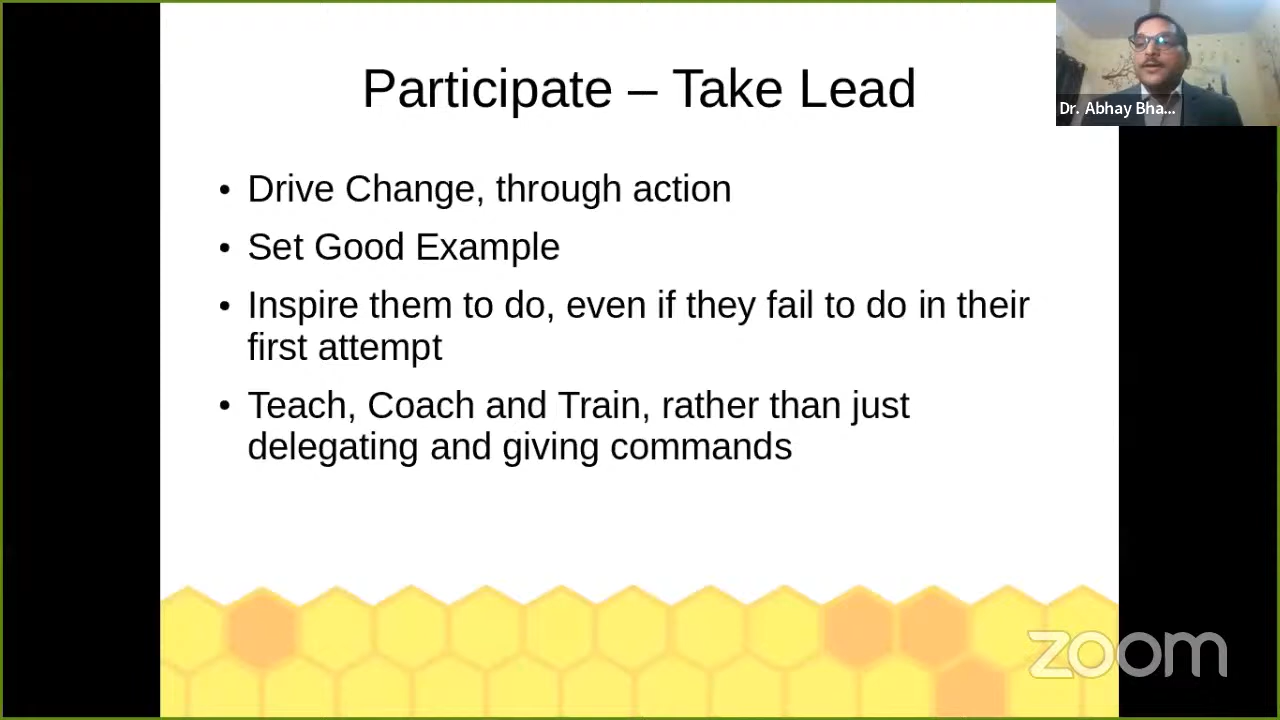 Participate – Take Lead
Dr. Abhay Bha...
• Drive Change, through action
• Set Good Example
• Inspire them to do, even if they fail to do in their
first attempt
• Teach, Coach and Train, rather than just
delegating and giving commands
zoom